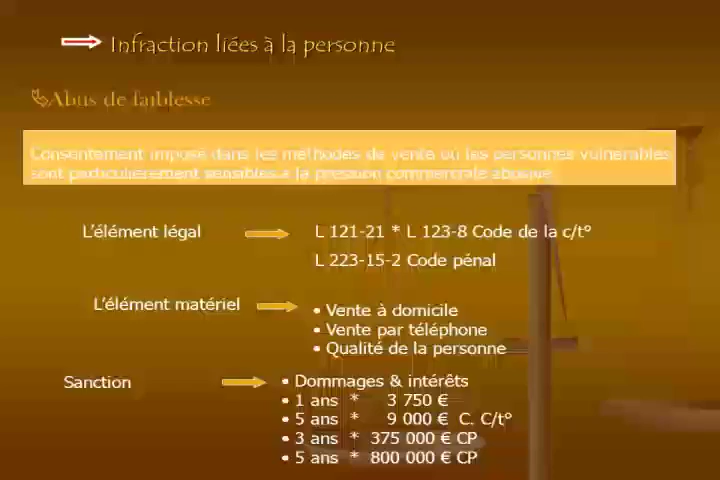 Infraction liées à la personne
Abus de faiblesse
Consentement imposé dans les méthodes de vente où les personnes vulnérables
sont particulièrement sensibles à la pression commerciale abusive
L'élément légal
L 121-21 * L 123-8 Code de la c/t°
L 223-15-2 Code pénal
L'élément matériel
• Vente à domicile
• Vente par téléphone
• Qualité de la personne
Sanction
• Dommages & intérêts
• 1 ans * 3 750 €
• 5 ans * 9 000 € C. C/t°
• 3 ans * 375 000 € CP
• 5 ans * 800 000 € CP